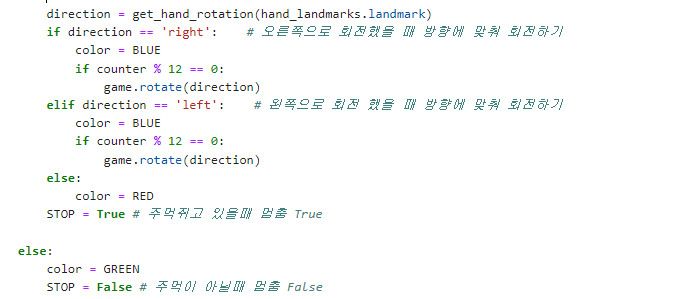 direction = get_hand_rotation(hand_landmarks.landmark)
if direction == 'right':    # 오른쪽으로 회전했을 때 방향에 맞춰 회전하기
color = BLUE
if counter % 12 == 0:
game.rotate(direction)
elif direction == 'left':    # 왼쪽으로 회전 했을 때 방향에 맞춰 회전하기
color = BLUE
if counter % 12 == 0:
game.rotate(direction)
else:
color = RED
STOP = True # 주먹쥐고 있을때 멈춤 True
else:
color = GREEN
STOP = False # 주먹이 아닐때 멈춤 False